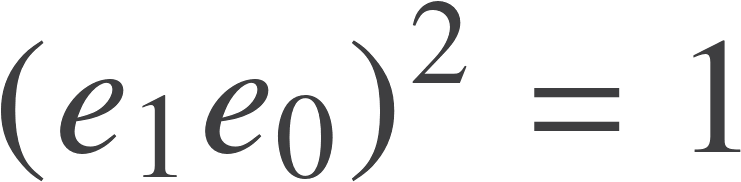 (e₁e₀)² = 1